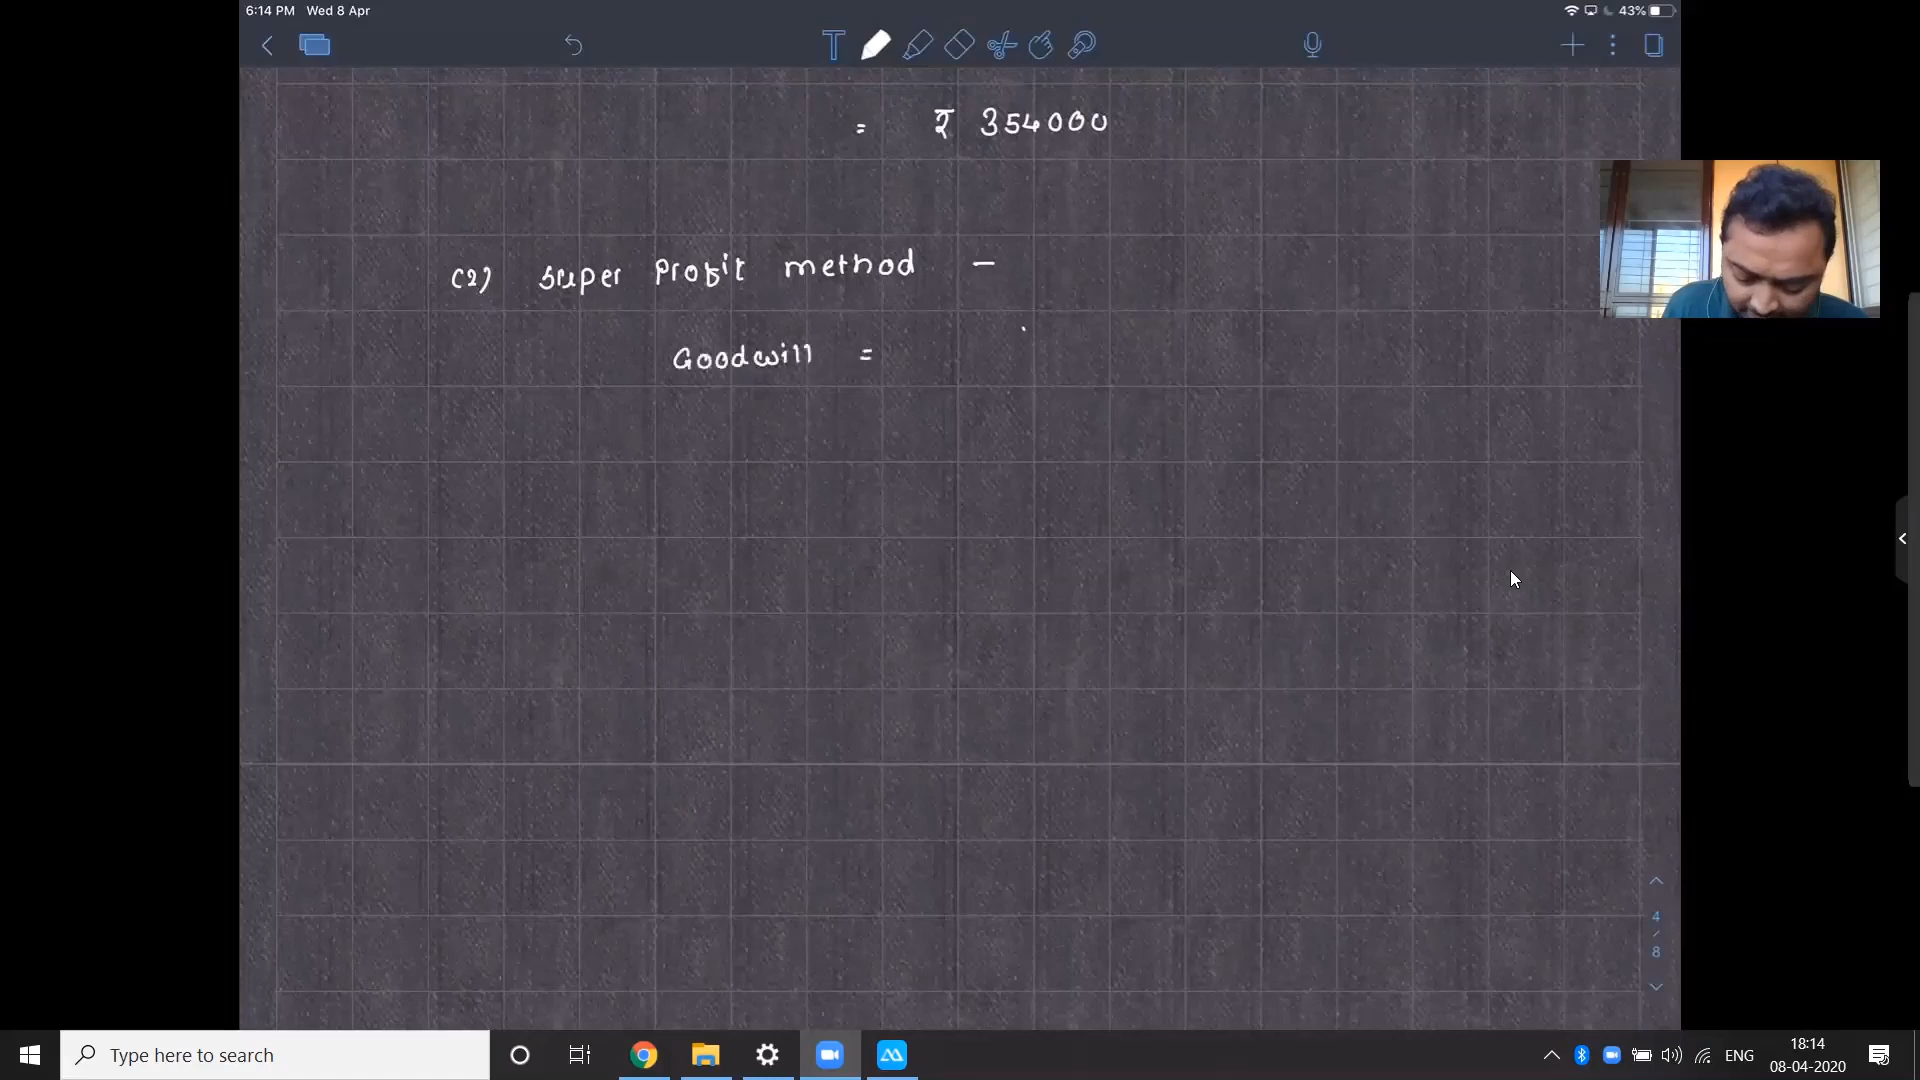 6:14 PM Wed 8 Apr
43%
T
= ₹ 354000
(2) super profit method —
Goodwill =
4
/
8
Type here to search
ENG
18:14
08-04-2020